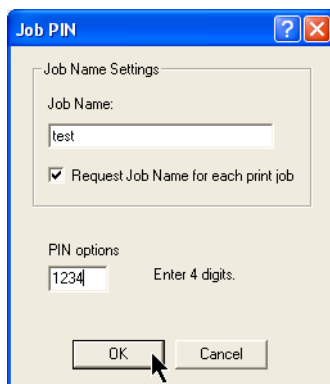 Job PIN
Job Name Settings
Job Name:
test
Request Job Name for each print job
PIN options
1234
Enter 4 digits.
OK
Cancel